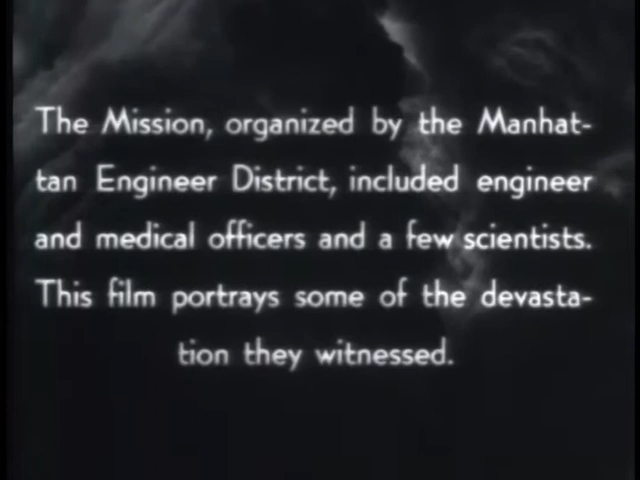 The Mission, organized by the Manhat-
tan Engineer District, included engineer
and medical officers and a few scientists.
This film portrays some of the devasta-
tion they witnessed.